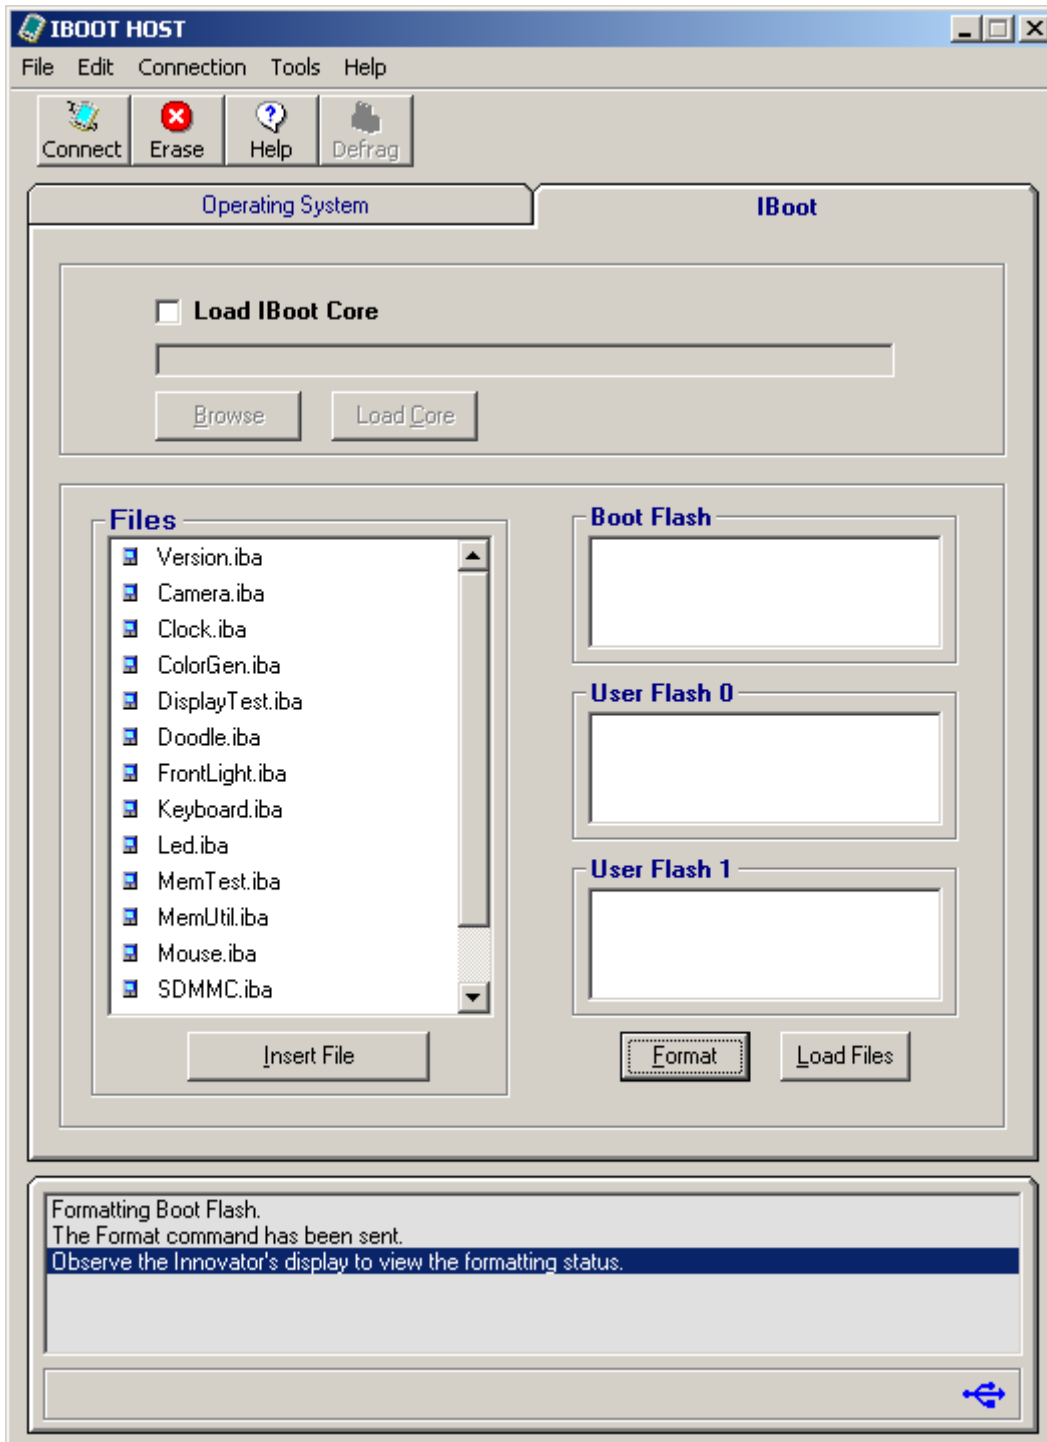 IBOOT HOST
File Edit Connection Tools Help
Connect Erase Help Defrag
Operating System IBoot
Load IBoot Core
Browse Load Core
Files
Version.iba
Camera.iba
Clock.iba
ColorGen.iba
DisplayTest.iba
Doodle.iba
FrontLight.iba
Keyboard.iba
Led.iba
MemTest.iba
MemUtil.iba
Mouse.iba
SDMMC.iba
Insert File
Boot Flash
User Flash 0
User Flash 1
Format Load Files
Formatting Boot Flash.
The Format command has been sent.
Observe the Innovator's display to view the formatting status.